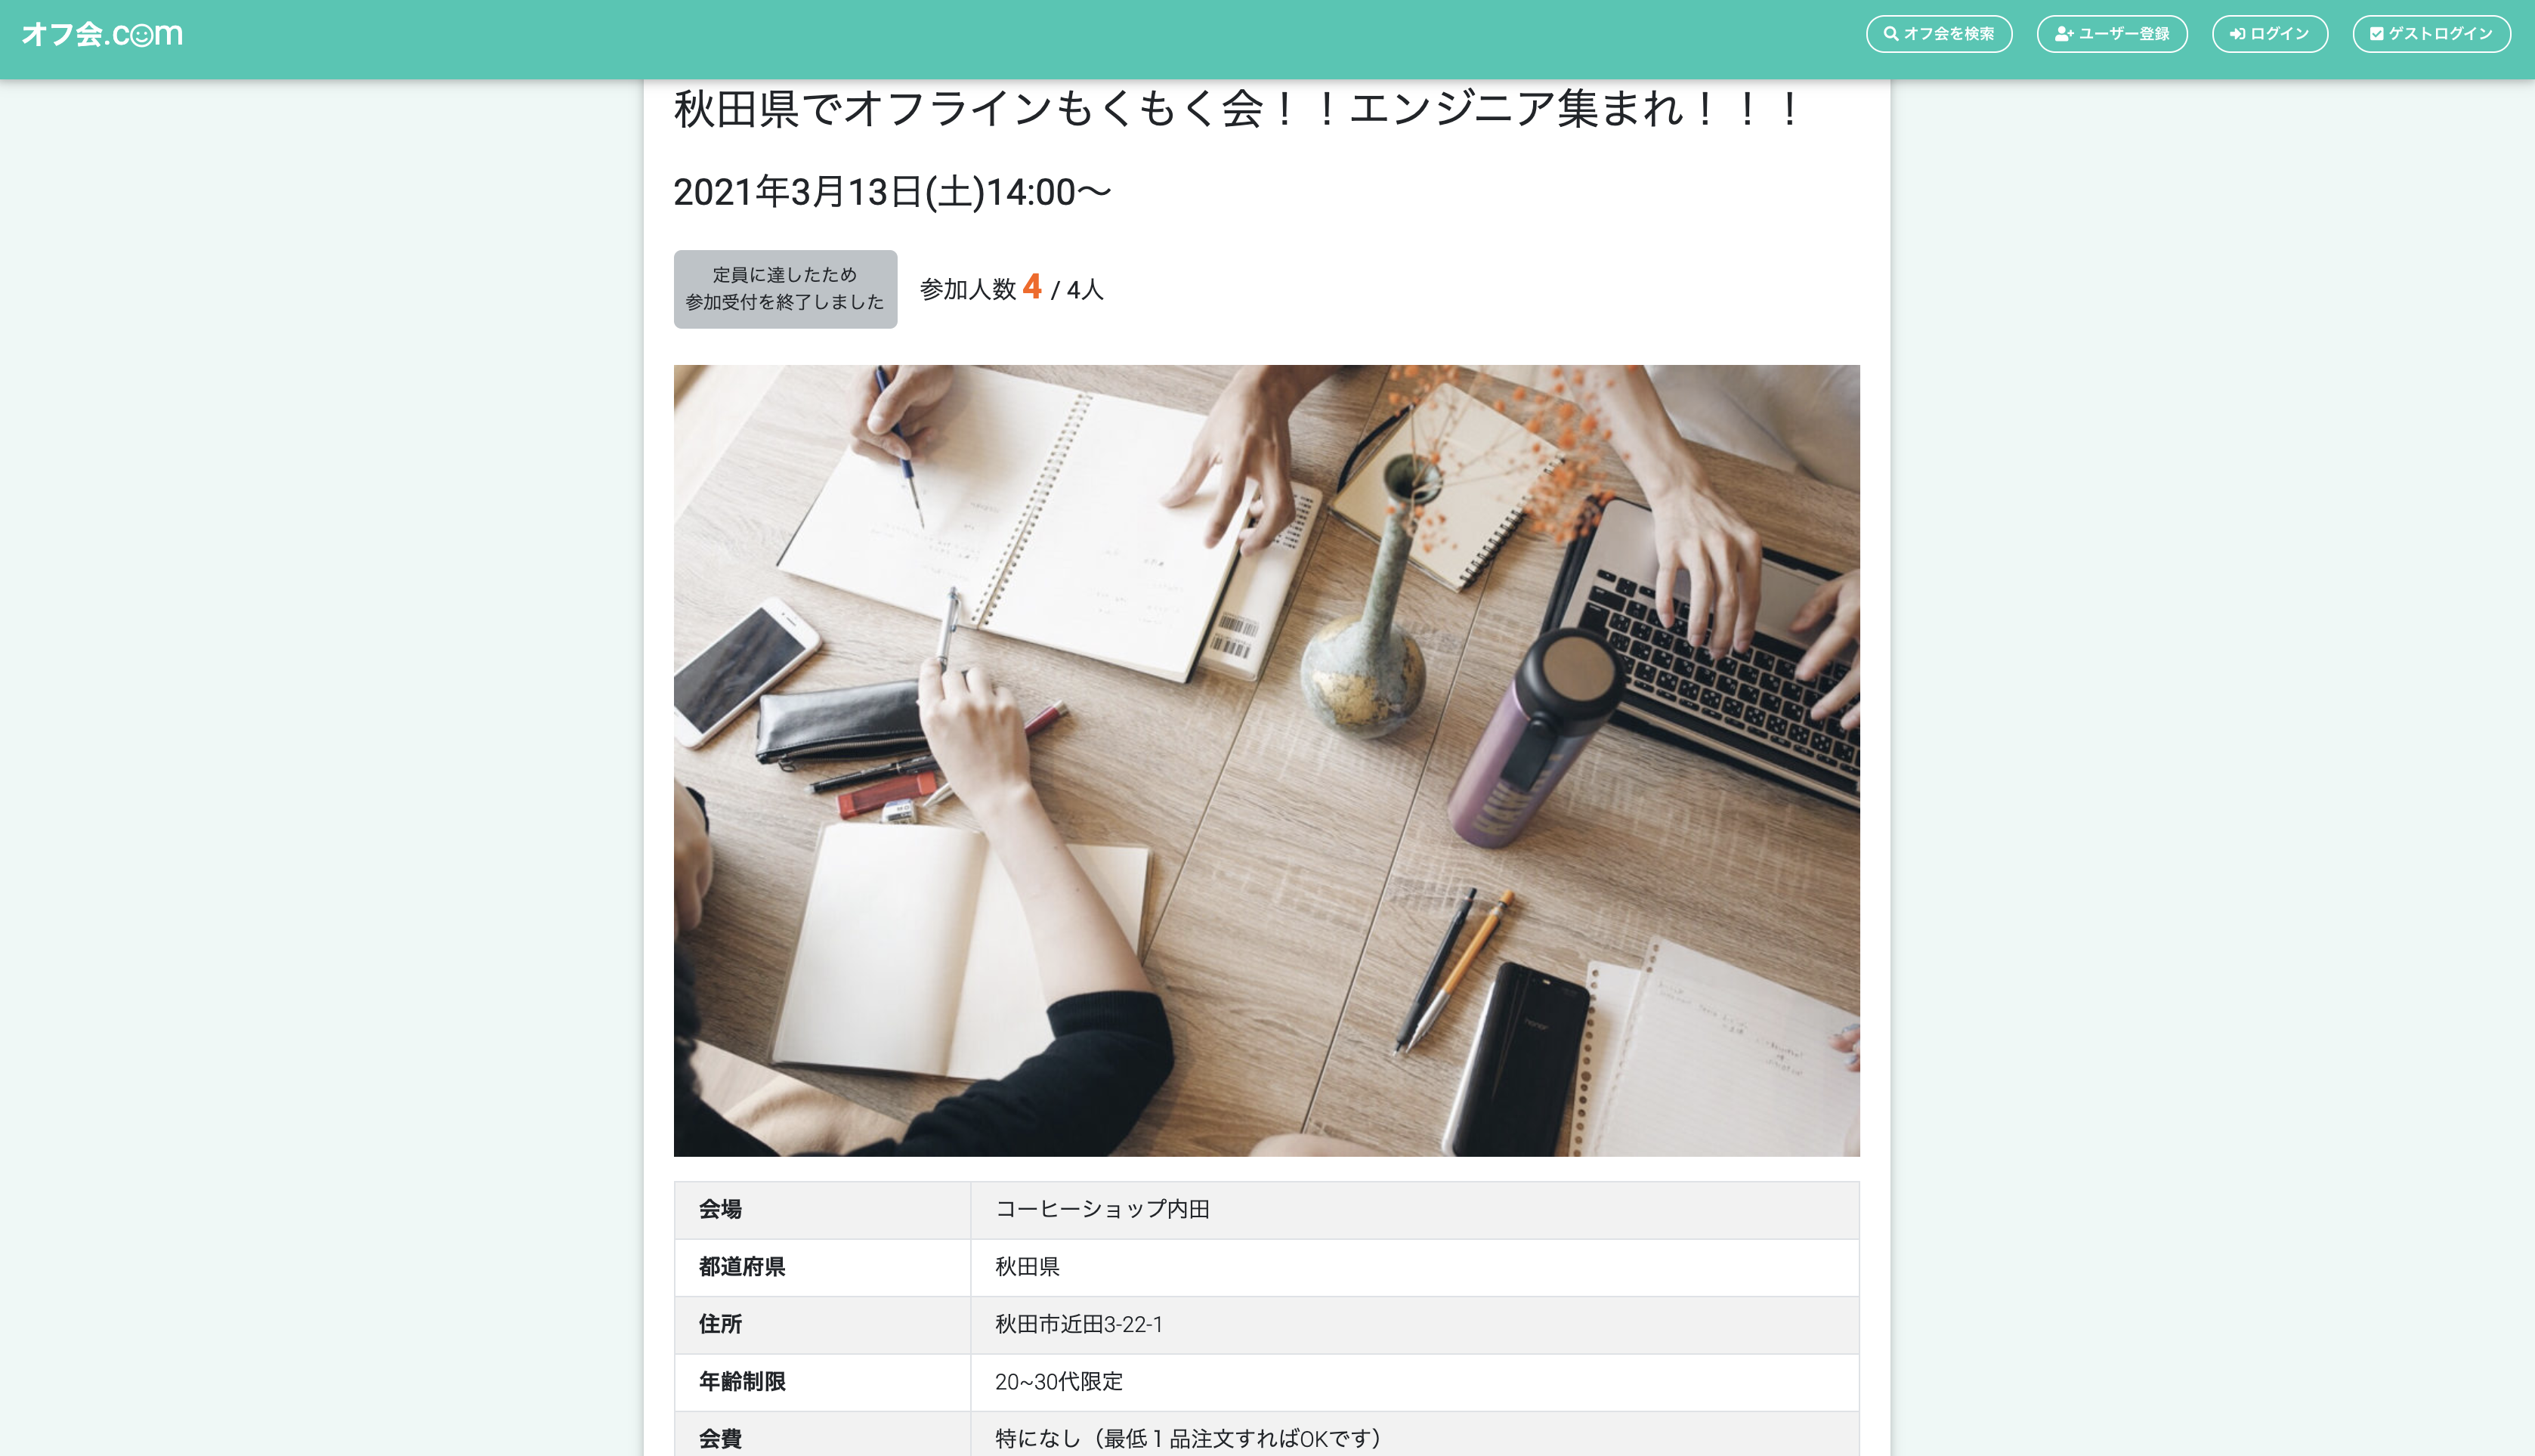 オフ会.com
オフ会を検索
ユーザー登録
ログイン
ゲストログイン
秋田県でオフラインもくもく会！！エンジニア集まれ！！！
2021年3月13日(土)14:00〜
定員に達したため
参加受付を終了しました
参加人数 4 / 4人
honor
会場 コーヒーショップ内田
都道府県 秋田県
住所 秋田市近田3-22-1
年齢制限 20~30代限定
会費 特になし（最低１品注文すればOKです）